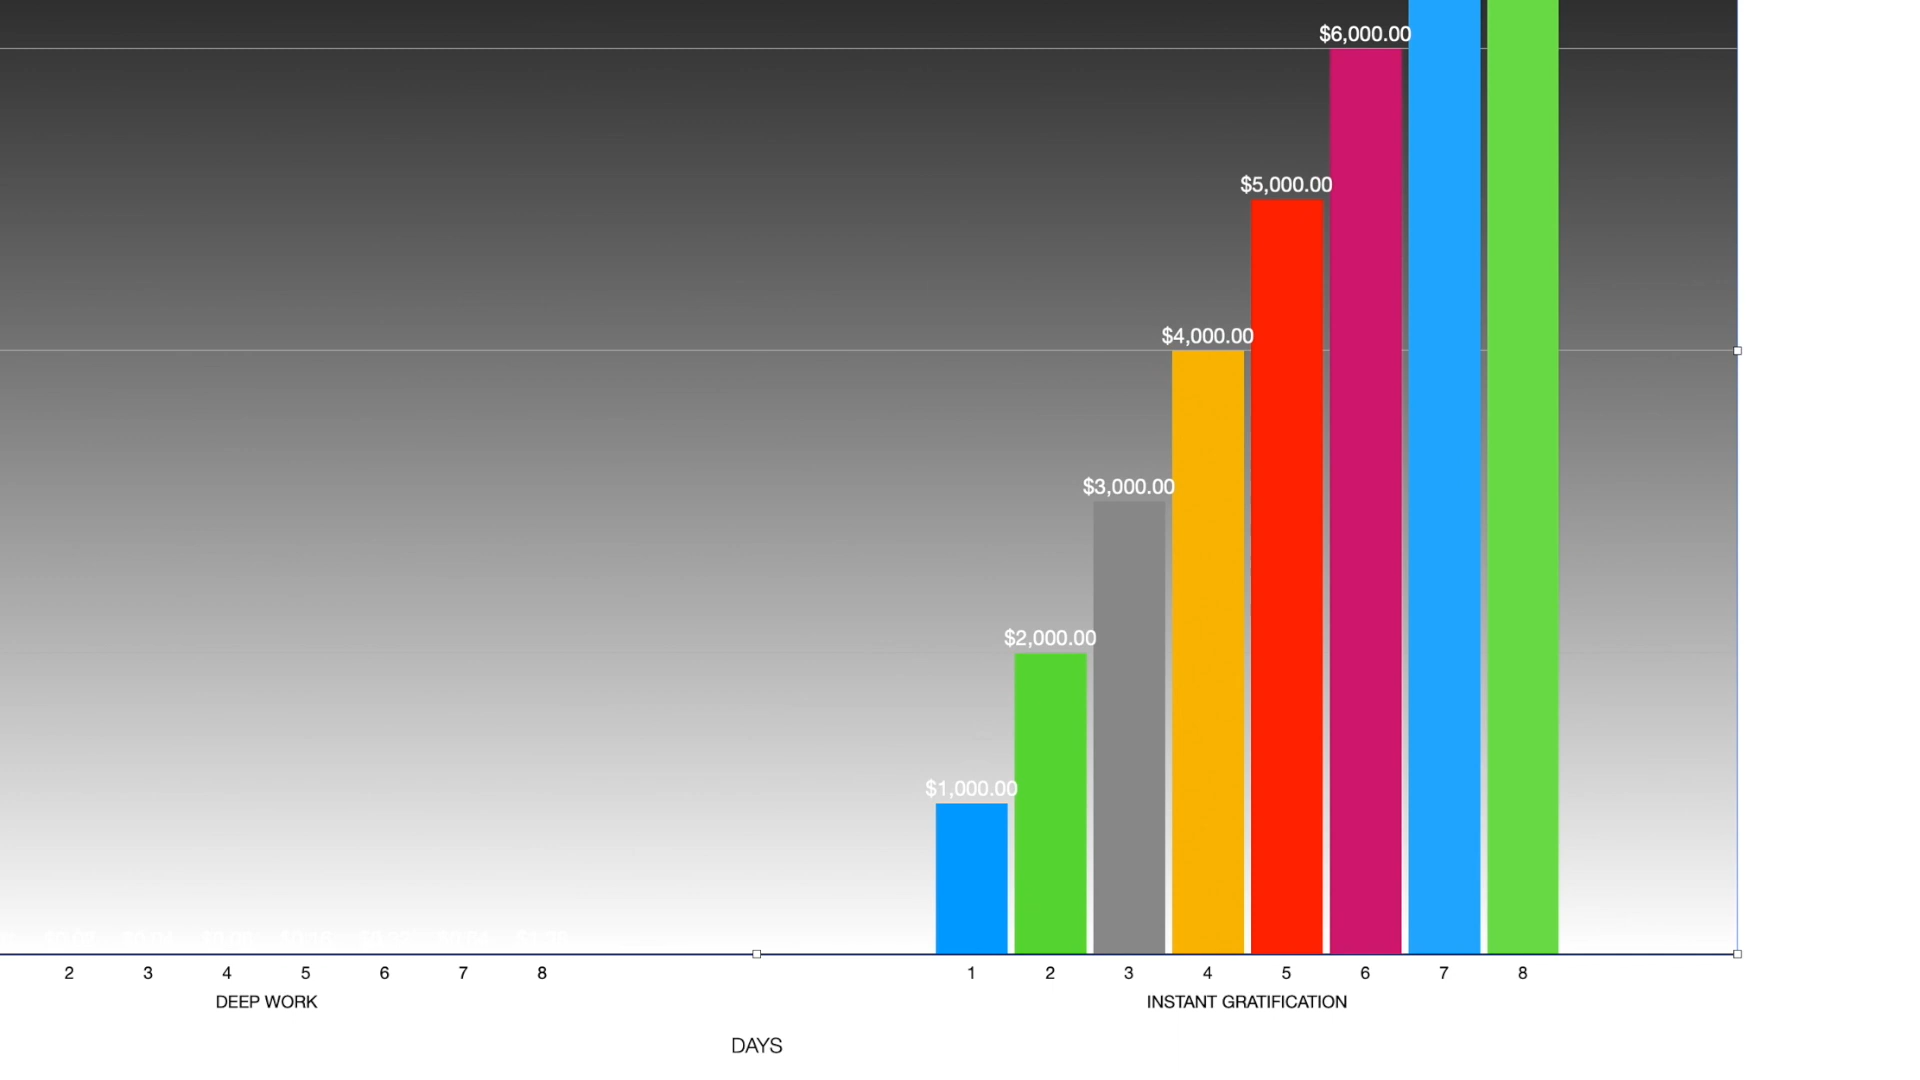 $6,000.00
$5,000.00
$4,000.00
$3,000.00
$2,000.00
$1,000.00
2 3 4 5 6 7 8 1 2 3 4 5 6 7 8
DEEP WORK INSTANT GRATIFICATION
DAYS